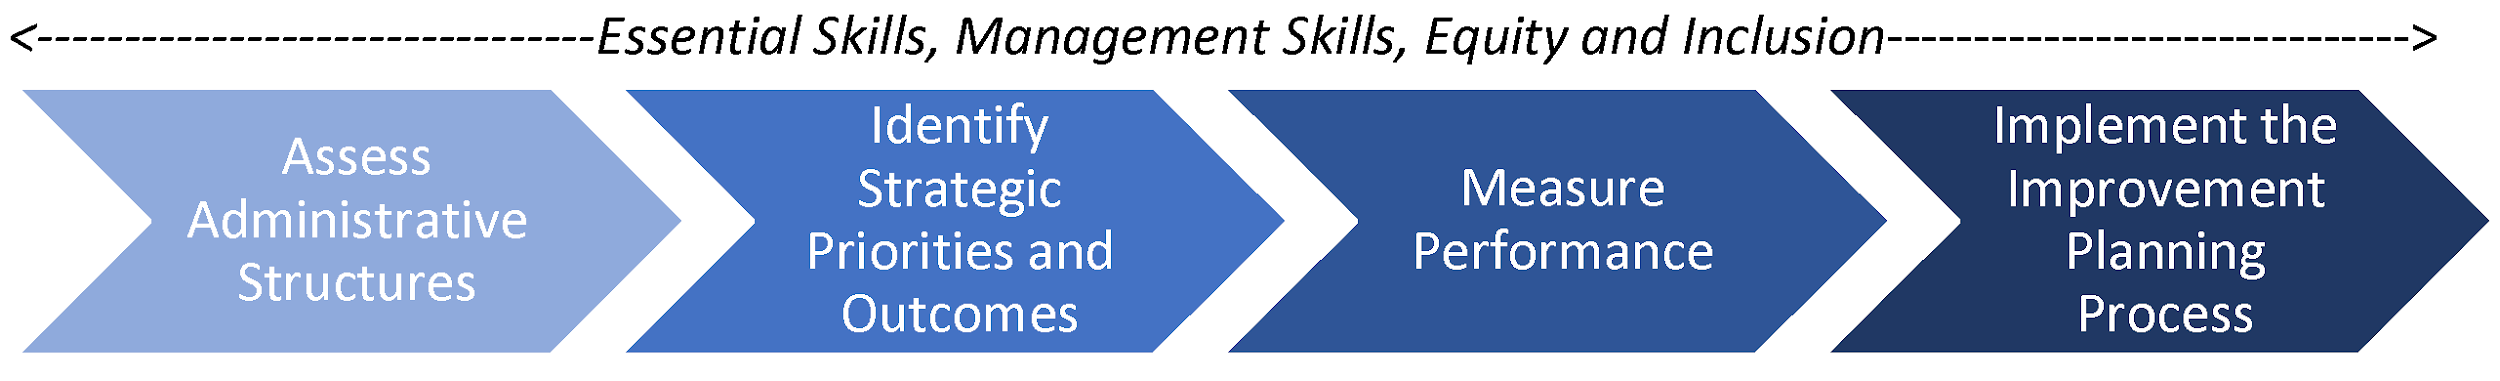 <--------------------------------Essential Skills, Management Skills, Equity and Inclusion------------------------------>
Assess
Administrative
Structures
Identify
Strategic
Priorities and
Outcomes
Measure
Performance
Implement the
Improvement
Planning
Process